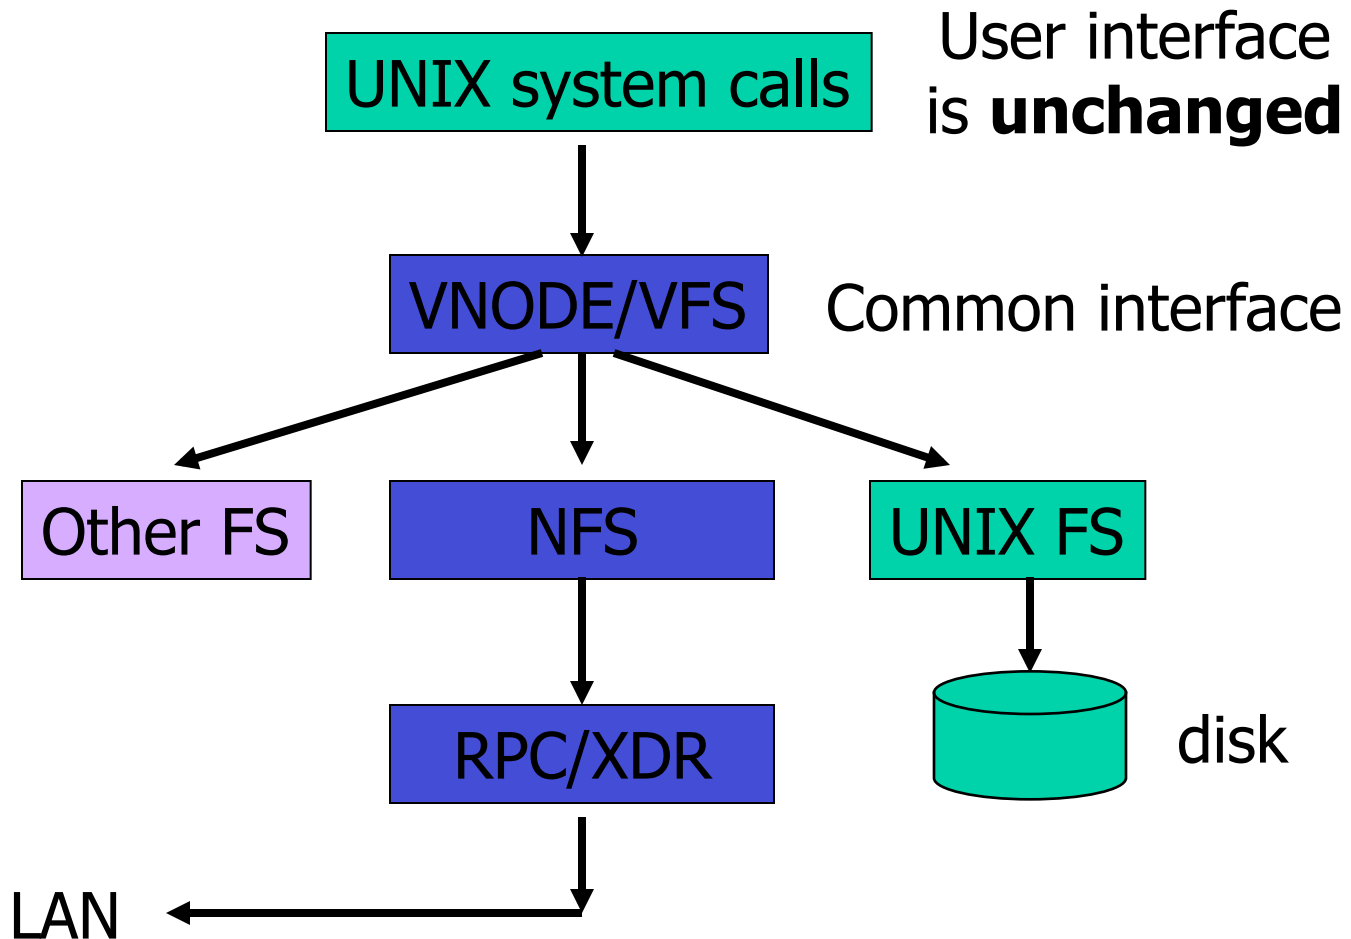 UNIX system calls
User interface
is unchanged
VNODE/VFS
Common interface
Other FS
NFS
UNIX FS
RPC/XDR
disk
LAN